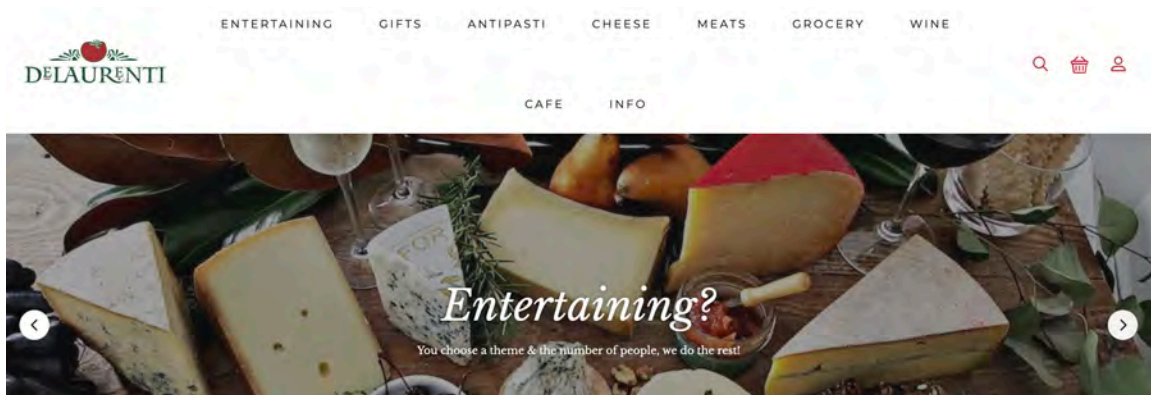 ENTERTAINING GIFTS ANTIPASTI CHEESE MEATS GROCERY WINE
DELAURENTI
CAFE INFO
FOR
Entertaining?
You choose a theme & the number of people, we do the rest!